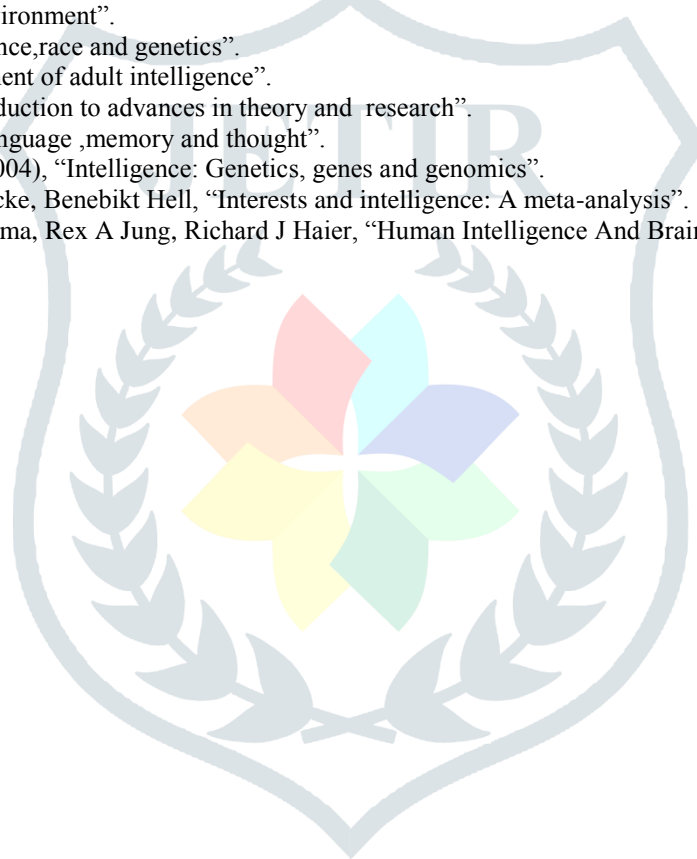 ironment”.
nce,race and genetics”.
ent of adult intelligence”.
duction to advances in theory and research”.
nguage ,memory and thought”.
004), “Intelligence: Genetics, genes and genomics”.
cke, Benebikt Hell, “Interests and intelligence: A meta-analysis”.
ma, Rex A Jung, Richard J Haier, “Human Intelligence And Brain
JETIR